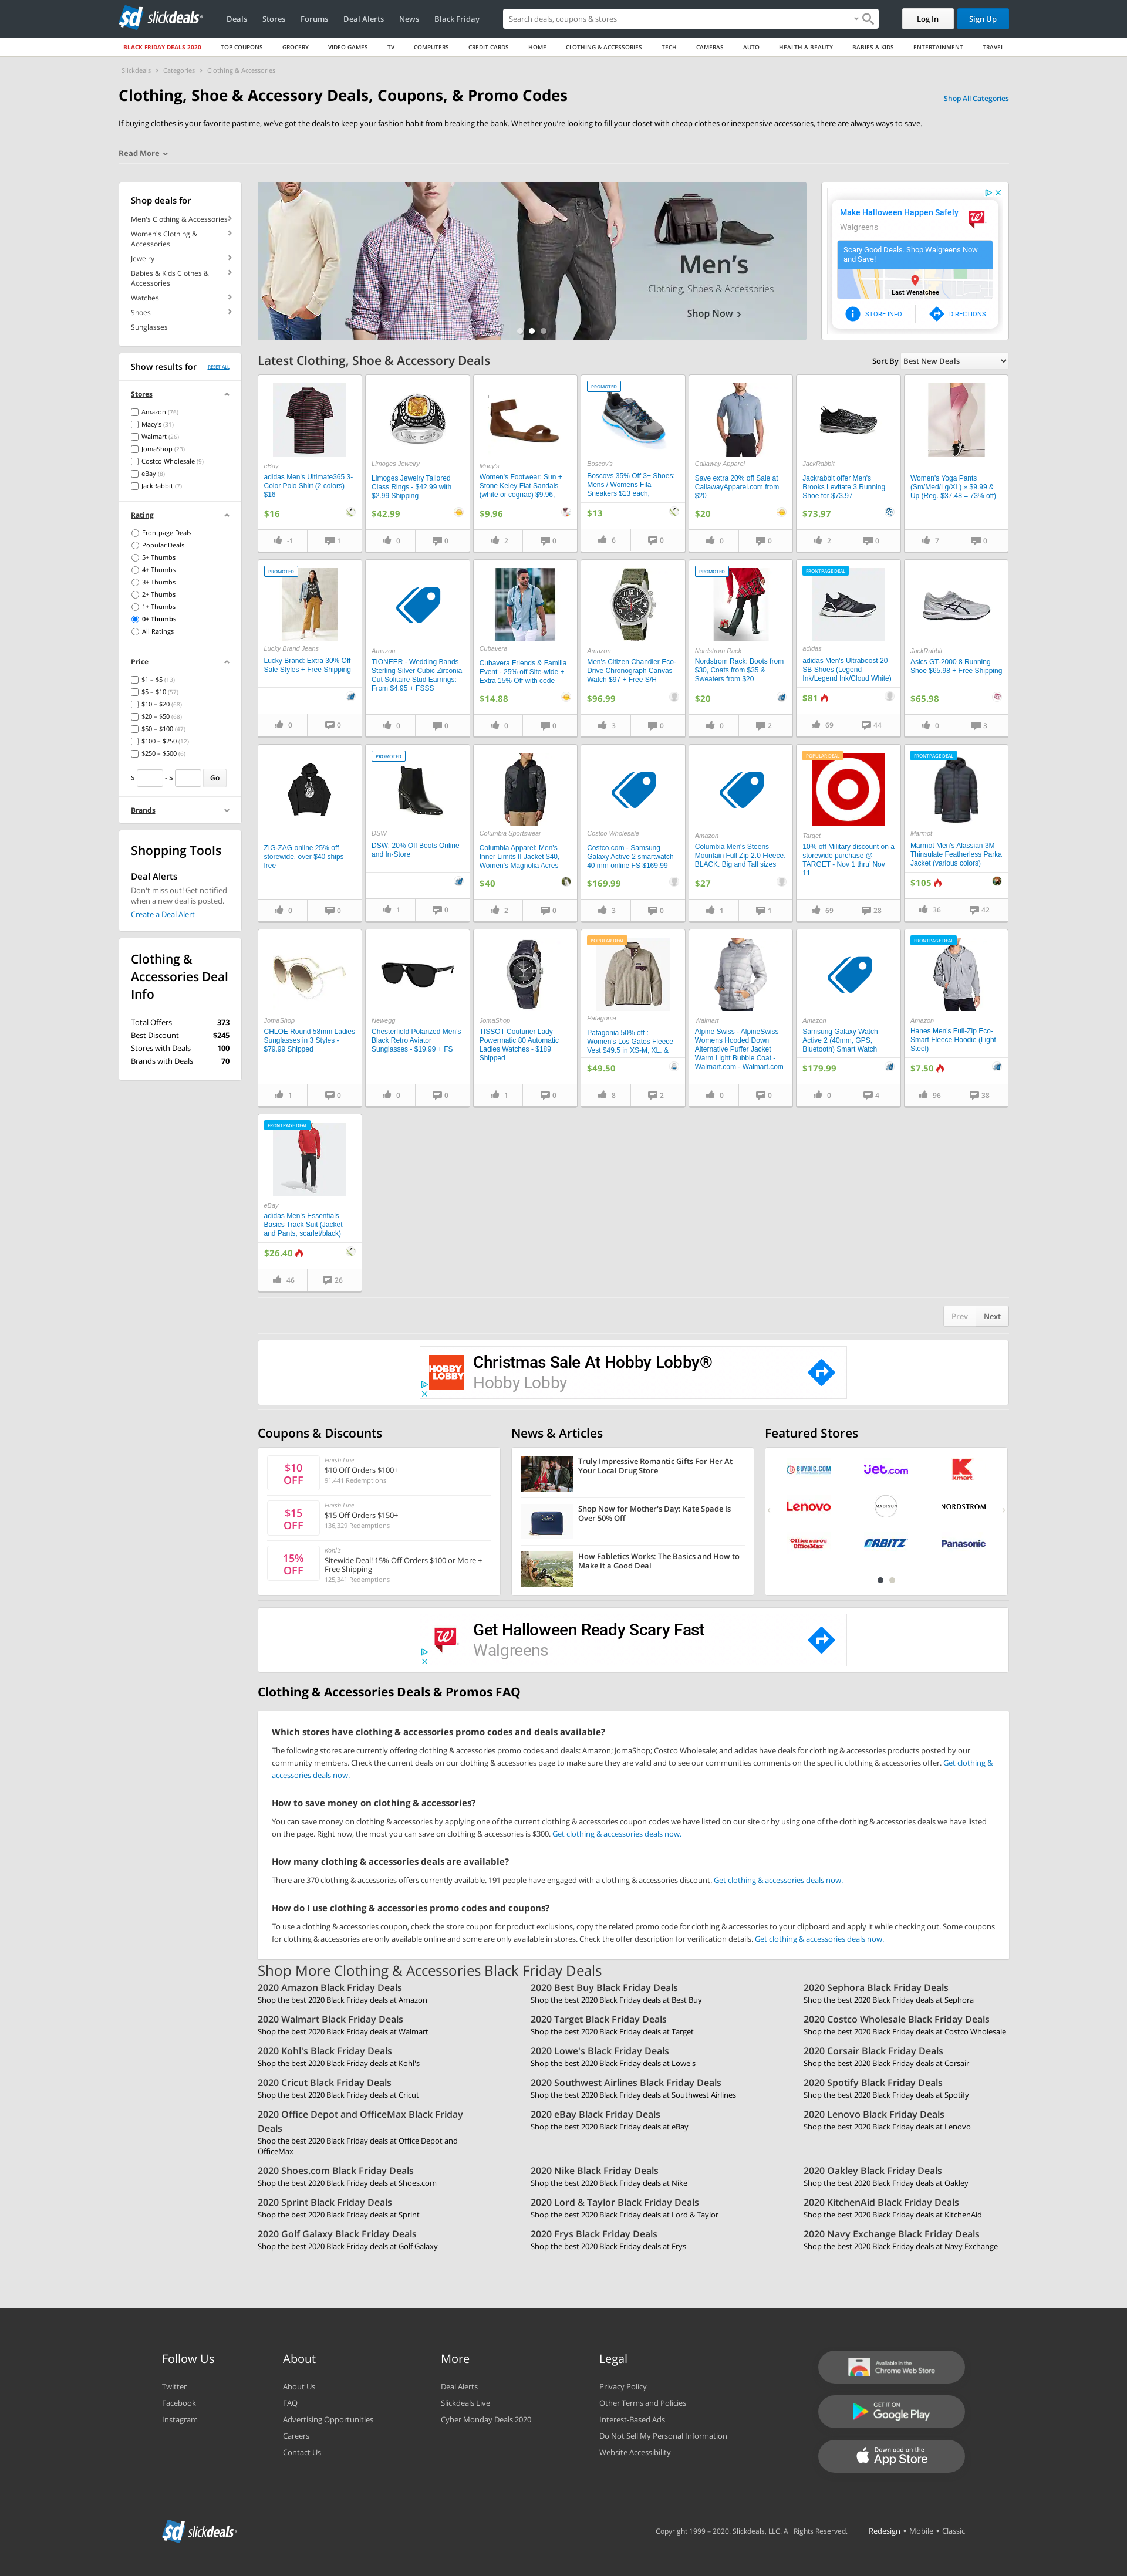 slickdeals
Deals Stores Forums Deal Alerts News Black Friday
Search deals, coupons & stores
Log In
Sign Up
BLACK FRIDAY DEALS 2020 TOP COUPONS GROCERY VIDEO GAMES TV COMPUTERS CREDIT CARDS HOME CLOTHING & ACCESSORIES TECH CAMERAS AUTO HEALTH & BEAUTY BABIES & KIDS ENTERTAINMENT TRAVEL
Slickdeals › Categories › Clothing & Accessories
Clothing, Shoe & Accessory Deals, Coupons, & Promo Codes
Shop All Categories
If buying clothes is your favorite pastime, we've got the deals to keep your fashion habit from breaking the bank. Whether you're looking to fill your closet with cheap clothes or inexpensive accessories, there are always ways to save.
Read More
Shop deals for
Men's Clothing & Accessories
Women's Clothing &
Accessories
Jewelry
Babies & Kids Clothes &
Accessories
Watches
Shoes
Sunglasses
Men's
Clothing, Shoes & Accessories
Shop Now
Make Halloween Happen Safely
Walgreens
Scary Good Deals. Shop Walgreens Now
and Save!
East Wenatchee
STORE INFO
DIRECTIONS
Show results for
RESET ALL
Stores
Amazon (76)
Macy's (31)
Walmart (26)
JomaShop (23)
Costco Wholesale (9)
eBay (8)
JackRabbit (7)
Rating
Frontpage Deals
Popular Deals
5+ Thumbs
4+ Thumbs
3+ Thumbs
2+ Thumbs
1+ Thumbs
0+ Thumbs
All Ratings
Price
$1 – $5 (13)
$5 – $10 (57)
$10 – $20 (68)
$20 – $50 (68)
$50 – $100 (47)
$100 – $250 (12)
$250 – $500 (6)
$ - $ Go
Brands
Shopping Tools
Deal Alerts
Don't miss out! Get notified
when a new deal is posted.
Create a Deal Alert
Clothing &
Accessories Deal
Info
Total Offers 373
Best Discount $245
Stores with Deals 100
Brands with Deals 70
Latest Clothing, Shoe & Accessory Deals
Sort By Best New Deals
eBay
adidas Men's Ultimate365 3-
Color Polo Shirt (2 colors)
$16
$16
-1 1
Limoges Jewelry
Limoges Jewelry Tailored
Class Rings - $42.99 with
$2.99 Shipping
$42.99
0 0
Macy's
Women's Footwear: Sun +
Stone Keley Flat Sandals
(white or cognac) $9.96,
$9.96
2 0
PROMOTED
Boscov's
Boscovs 35% Off 3+ Shoes:
Mens / Womens Fila
Sneakers $13 each,
$13
6 0
Callaway Apparel
Save extra 20% off Sale at
CallawayApparel.com from
$20
$20
0 0
JackRabbit
Jackrabbit offer Men's
Brooks Levitate 3 Running
Shoe for $73.97
$73.97
2 0
Women's Yoga Pants
(Sm/Med/Lg/XL) » $9.99 &
Up (Reg. $37.48 = 73% off)
7 0
PROMOTED
Lucky Brand Jeans
Lucky Brand: Extra 30% Off
Sale Styles + Free Shipping
0 0
Amazon
TIONEER - Wedding Bands
Sterling Silver Cubic Zirconia
Cut Solitaire Stud Earrings:
From $4.95 + FSSS
0 0
Cubavera
Cubavera Friends & Familia
Event - 25% off Site-wide +
Extra 15% Off with code
$14.88
0 0
Amazon
Men's Citizen Chandler Eco-
Drive Chronograph Canvas
Watch $97 + Free S/H
$96.99
3 0
PROMOTED
Nordstrom Rack
Nordstrom Rack: Boots from
$30, Coats from $35 &
Sweaters from $20
$20
0 2
FRONTPAGE DEAL
adidas
adidas Men's Ultraboost 20
SB Shoes (Legend
Ink/Legend Ink/Cloud White)
$81
69 44
JackRabbit
Asics GT-2000 8 Running
Shoe $65.98 + Free Shipping
$65.98
0 3
ZIG-ZAG online 25% off
storewide, over $40 ships
free
0 0
PROMOTED
DSW
DSW: 20% Off Boots Online
and In-Store
1 0
Columbia Sportswear
Columbia Apparel: Men's
Inner Limits II Jacket $40,
Women's Magnolia Acres
$40
2 0
Costco Wholesale
Costco.com - Samsung
Galaxy Active 2 smartwatch
40 mm online FS $169.99
$169.99
3 0
Amazon
Columbia Men's Steens
Mountain Full Zip 2.0 Fleece.
BLACK. Big and Tall sizes
$27
1 1
POPULAR DEAL
Target
10% off Military discount on a
storewide purchase @
TARGET - Nov 1 thru' Nov
11
69 28
FRONTPAGE DEAL
Marmot
Marmot Men's Alassian 3M
Thinsulate Featherless Parka
Jacket (various colors)
$105
36 42
JomaShop
CHLOE Round 58mm Ladies
Sunglasses in 3 Styles -
$79.99 Shipped
1 0
Newegg
Chesterfield Polarized Men's
Black Retro Aviator
Sunglasses - $19.99 + FS
0 0
JomaShop
TISSOT Couturier Lady
Powermatic 80 Automatic
Ladies Watches - $189
Shipped
1 0
POPULAR DEAL
Patagonia
Patagonia 50% off :
Women's Los Gatos Fleece
Vest $49.5 in XS-M, XL. &
$49.50
8 2
Walmart
Alpine Swiss - AlpineSwiss
Womens Hooded Down
Alternative Puffer Jacket
Warm Light Bubble Coat -
Walmart.com - Walmart.com
0 0
Amazon
Samsung Galaxy Watch
Active 2 (40mm, GPS,
Bluetooth) Smart Watch
$179.99
0 4
FRONTPAGE DEAL
Amazon
Hanes Men's Full-Zip Eco-
Smart Fleece Hoodie (Light
Steel)
$7.50
96 38
FRONTPAGE DEAL
eBay
adidas Men's Essentials
Basics Track Suit (Jacket
and Pants, scarlet/black)
$26.40
46 26
Prev Next
HOBBY
LOBBY
Christmas Sale At Hobby Lobby®
Hobby Lobby
Coupons & Discounts
$10
OFF
Finish Line
$10 Off Orders $100+
91,441 Redemptions
$15
OFF
Finish Line
$15 Off Orders $150+
136,329 Redemptions
15%
OFF
Kohl's
Sitewide Deal! 15% Off Orders $100 or More +
Free Shipping
125,341 Redemptions
News & Articles
Truly Impressive Romantic Gifts For Her At
Your Local Drug Store
Shop Now for Mother's Day: Kate Spade Is
Over 50% Off
How Fabletics Works: The Basics and How to
Make it a Good Deal
Featured Stores
BUYDIG.COM
Jet.com
kmart
Lenovo
MADISON
NORDSTROM
Office DEPOT
OfficeMax
ORBITZ
Panasonic
Get Halloween Ready Scary Fast
Walgreens
Clothing & Accessories Deals & Promos FAQ
Which stores have clothing & accessories promo codes and deals available?
The following stores are currently offering clothing & accessories promo codes and deals: Amazon; JomaShop; Costco Wholesale; and adidas have deals for clothing & accessories products posted by our
community members. Check the current deals on our clothing & accessories page to make sure they are valid and to see our communities comments on the specific clothing & accessories offer. Get clothing &
accessories deals now.
How to save money on clothing & accessories?
You can save money on clothing & accessories by applying one of the current clothing & accessories coupon codes we have listed on our site or by using one of the clothing & accessories deals we have listed
on the page. Right now, the most you can save on clothing & accessories is $300. Get clothing & accessories deals now.
How many clothing & accessories deals are available?
There are 370 clothing & accessories offers currently available. 191 people have engaged with a clothing & accessories discount. Get clothing & accessories deals now.
How do I use clothing & accessories promo codes and coupons?
To use a clothing & accessories coupon, check the store coupon for product exclusions, copy the related promo code for clothing & accessories to your clipboard and apply it while checking out. Some coupons
for clothing & accessories are only available online and some are only available in stores. Check the offer description for verification details. Get clothing & accessories deals now.
Shop More Clothing & Accessories Black Friday Deals
2020 Amazon Black Friday Deals
Shop the best 2020 Black Friday deals at Amazon
2020 Best Buy Black Friday Deals
Shop the best 2020 Black Friday deals at Best Buy
2020 Sephora Black Friday Deals
Shop the best 2020 Black Friday deals at Sephora
2020 Walmart Black Friday Deals
Shop the best 2020 Black Friday deals at Walmart
2020 Target Black Friday Deals
Shop the best 2020 Black Friday deals at Target
2020 Costco Wholesale Black Friday Deals
Shop the best 2020 Black Friday deals at Costco Wholesale
2020 Kohl's Black Friday Deals
Shop the best 2020 Black Friday deals at Kohl's
2020 Lowe's Black Friday Deals
Shop the best 2020 Black Friday deals at Lowe's
2020 Corsair Black Friday Deals
Shop the best 2020 Black Friday deals at Corsair
2020 Cricut Black Friday Deals
Shop the best 2020 Black Friday deals at Cricut
2020 Southwest Airlines Black Friday Deals
Shop the best 2020 Black Friday deals at Southwest Airlines
2020 Spotify Black Friday Deals
Shop the best 2020 Black Friday deals at Spotify
2020 Office Depot and OfficeMax Black Friday
Deals
Shop the best 2020 Black Friday deals at Office Depot and
OfficeMax
2020 eBay Black Friday Deals
Shop the best 2020 Black Friday deals at eBay
2020 Lenovo Black Friday Deals
Shop the best 2020 Black Friday deals at Lenovo
2020 Shoes.com Black Friday Deals
Shop the best 2020 Black Friday deals at Shoes.com
2020 Nike Black Friday Deals
Shop the best 2020 Black Friday deals at Nike
2020 Oakley Black Friday Deals
Shop the best 2020 Black Friday deals at Oakley
2020 Sprint Black Friday Deals
Shop the best 2020 Black Friday deals at Sprint
2020 Lord & Taylor Black Friday Deals
Shop the best 2020 Black Friday deals at Lord & Taylor
2020 KitchenAid Black Friday Deals
Shop the best 2020 Black Friday deals at KitchenAid
2020 Golf Galaxy Black Friday Deals
Shop the best 2020 Black Friday deals at Golf Galaxy
2020 Frys Black Friday Deals
Shop the best 2020 Black Friday deals at Frys
2020 Navy Exchange Black Friday Deals
Shop the best 2020 Black Friday deals at Navy Exchange
Follow Us
Twitter
Facebook
Instagram
About
About Us
FAQ
Advertising Opportunities
Careers
Contact Us
More
Deal Alerts
Slickdeals Live
Cyber Monday Deals 2020
Legal
Privacy Policy
Other Terms and Policies
Interest-Based Ads
Do Not Sell My Personal Information
Website Accessibility
Available in the
Chrome Web Store
GET IT ON
Google Play
Download on the
App Store
slickdeals
Copyright 1999 – 2020. Slickdeals, LLC. All Rights Reserved.
Redesign • Mobile • Classic